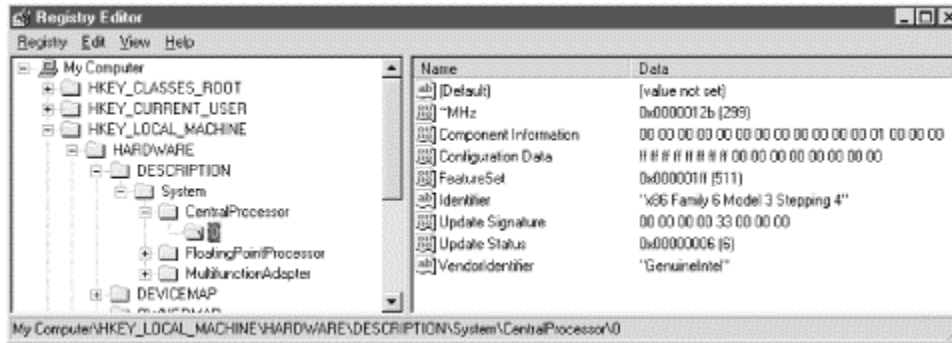 Registry Editor
Registry Edit View Help
My Computer
HKEY_CLASSES_ROOT
HKEY_CURRENT_USER
HKEY_LOCAL_MACHINE
HARDWARE
DESCRIPTION
System
CentralProcessor
0
FloatingPointProcessor
MultifunctionAdapter
DEVICEMAP
Name Data
(Default) (value not set)
~MHz 0x0000012b (299)
Component Information 00 00 00 00 00 00 00 00 00 00 00 00 01 00 00 00
Configuration Data ff ff ff ff ff ff ff ff 00 00 00 00 00 00 00 00
FeatureSet 0x000001ff (511)
Identifier "x86 Family 6 Model 3 Stepping 4"
Update Signature 00 00 00 00 33 00 00 00
Update Status 0x00000006 (6)
VendorIdentifier "GenuineIntel"
My Computer\HKEY_LOCAL_MACHINE\HARDWARE\DESCRIPTION\System\CentralProcessor\0